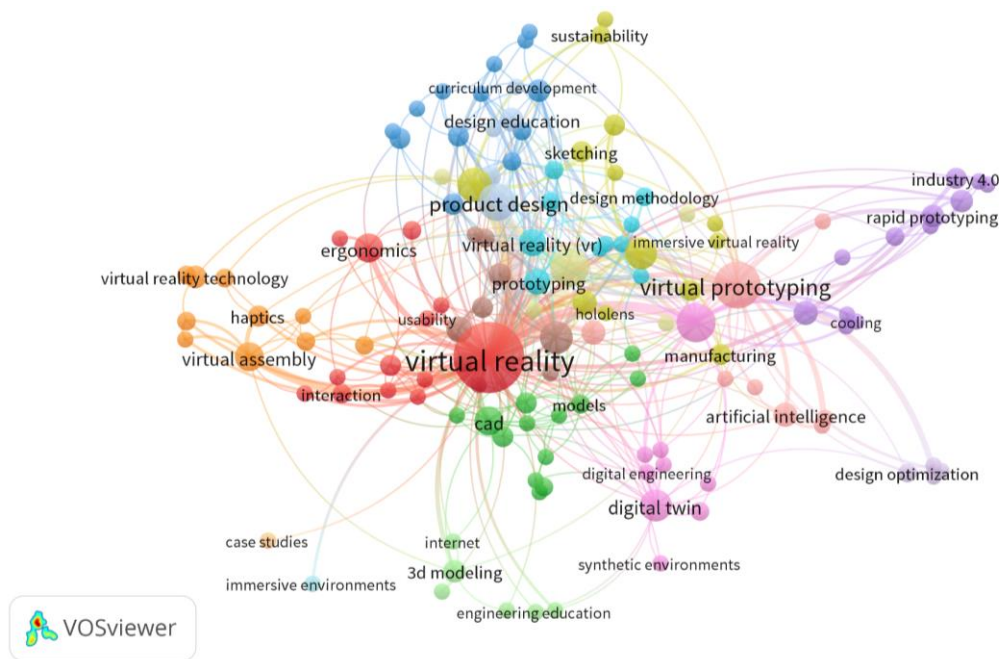 sustainability
curriculum development
design education
sketching
industry 4.0
product design
design methodology
rapid prototyping
ergonomics
virtual reality (vr)
immersive virtual reality
virtual reality technology
prototyping
virtual prototyping
haptics
usability
hololens
cooling
virtual assembly
virtual reality
manufacturing
interaction
models
cad
artificial intelligence
digital engineering
design optimization
digital twin
case studies
internet
3d modeling
synthetic environments
immersive environments
engineering education
VOSviewer